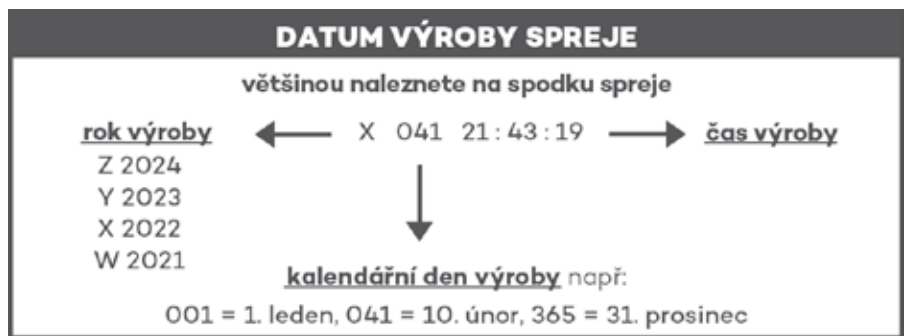 DATUM VÝROBY SPREJE
většinou naleznete na spodku spreje
rok výroby X 041 21:43:19 čas výroby
Z 2024
Y 2023
X 2022
W 2021
kalendářní den výroby např:
001 = 1. leden, 041 = 10. únor, 365 = 31. prosinec